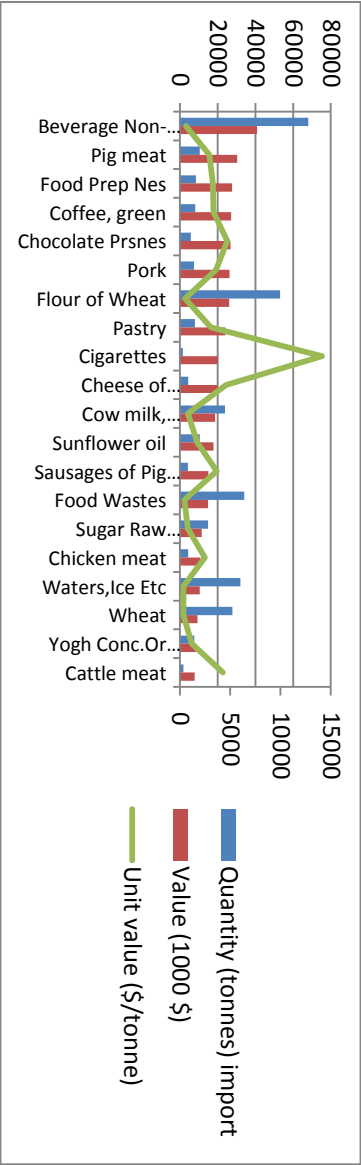 0
20000
40000
60000
80000
Beverage Non-...
Pig meat
Food Prep Nes
Coffee, green
Chocolate Prsnes
Pork
Flour of Wheat
Pastry
Cigarettes
Cheese of...
Cow milk,...
Sunflower oil
Sausages of Pig...
Food Wastes
Sugar Raw...
Chicken meat
Waters,Ice Etc
Wheat
Yogh Conc.Or...
Cattle meat
0
5000
10000
15000
Quantity (tonnes) import
Value (1000 $)
Unit value ($/tonne)